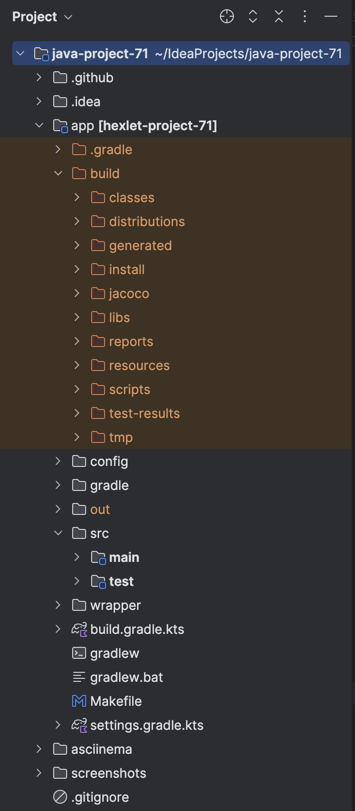 Project
java-project-71 ~/IdeaProjects/java-project-71
.github
.idea
app [hexlet-project-71]
.gradle
build
classes
distributions
generated
install
jacoco
libs
reports
resources
scripts
test-results
tmp
config
gradle
out
src
main
test
wrapper
build.gradle.kts
gradlew
gradlew.bat
Makefile
settings.gradle.kts
asciinema
screenshots
.gitignore